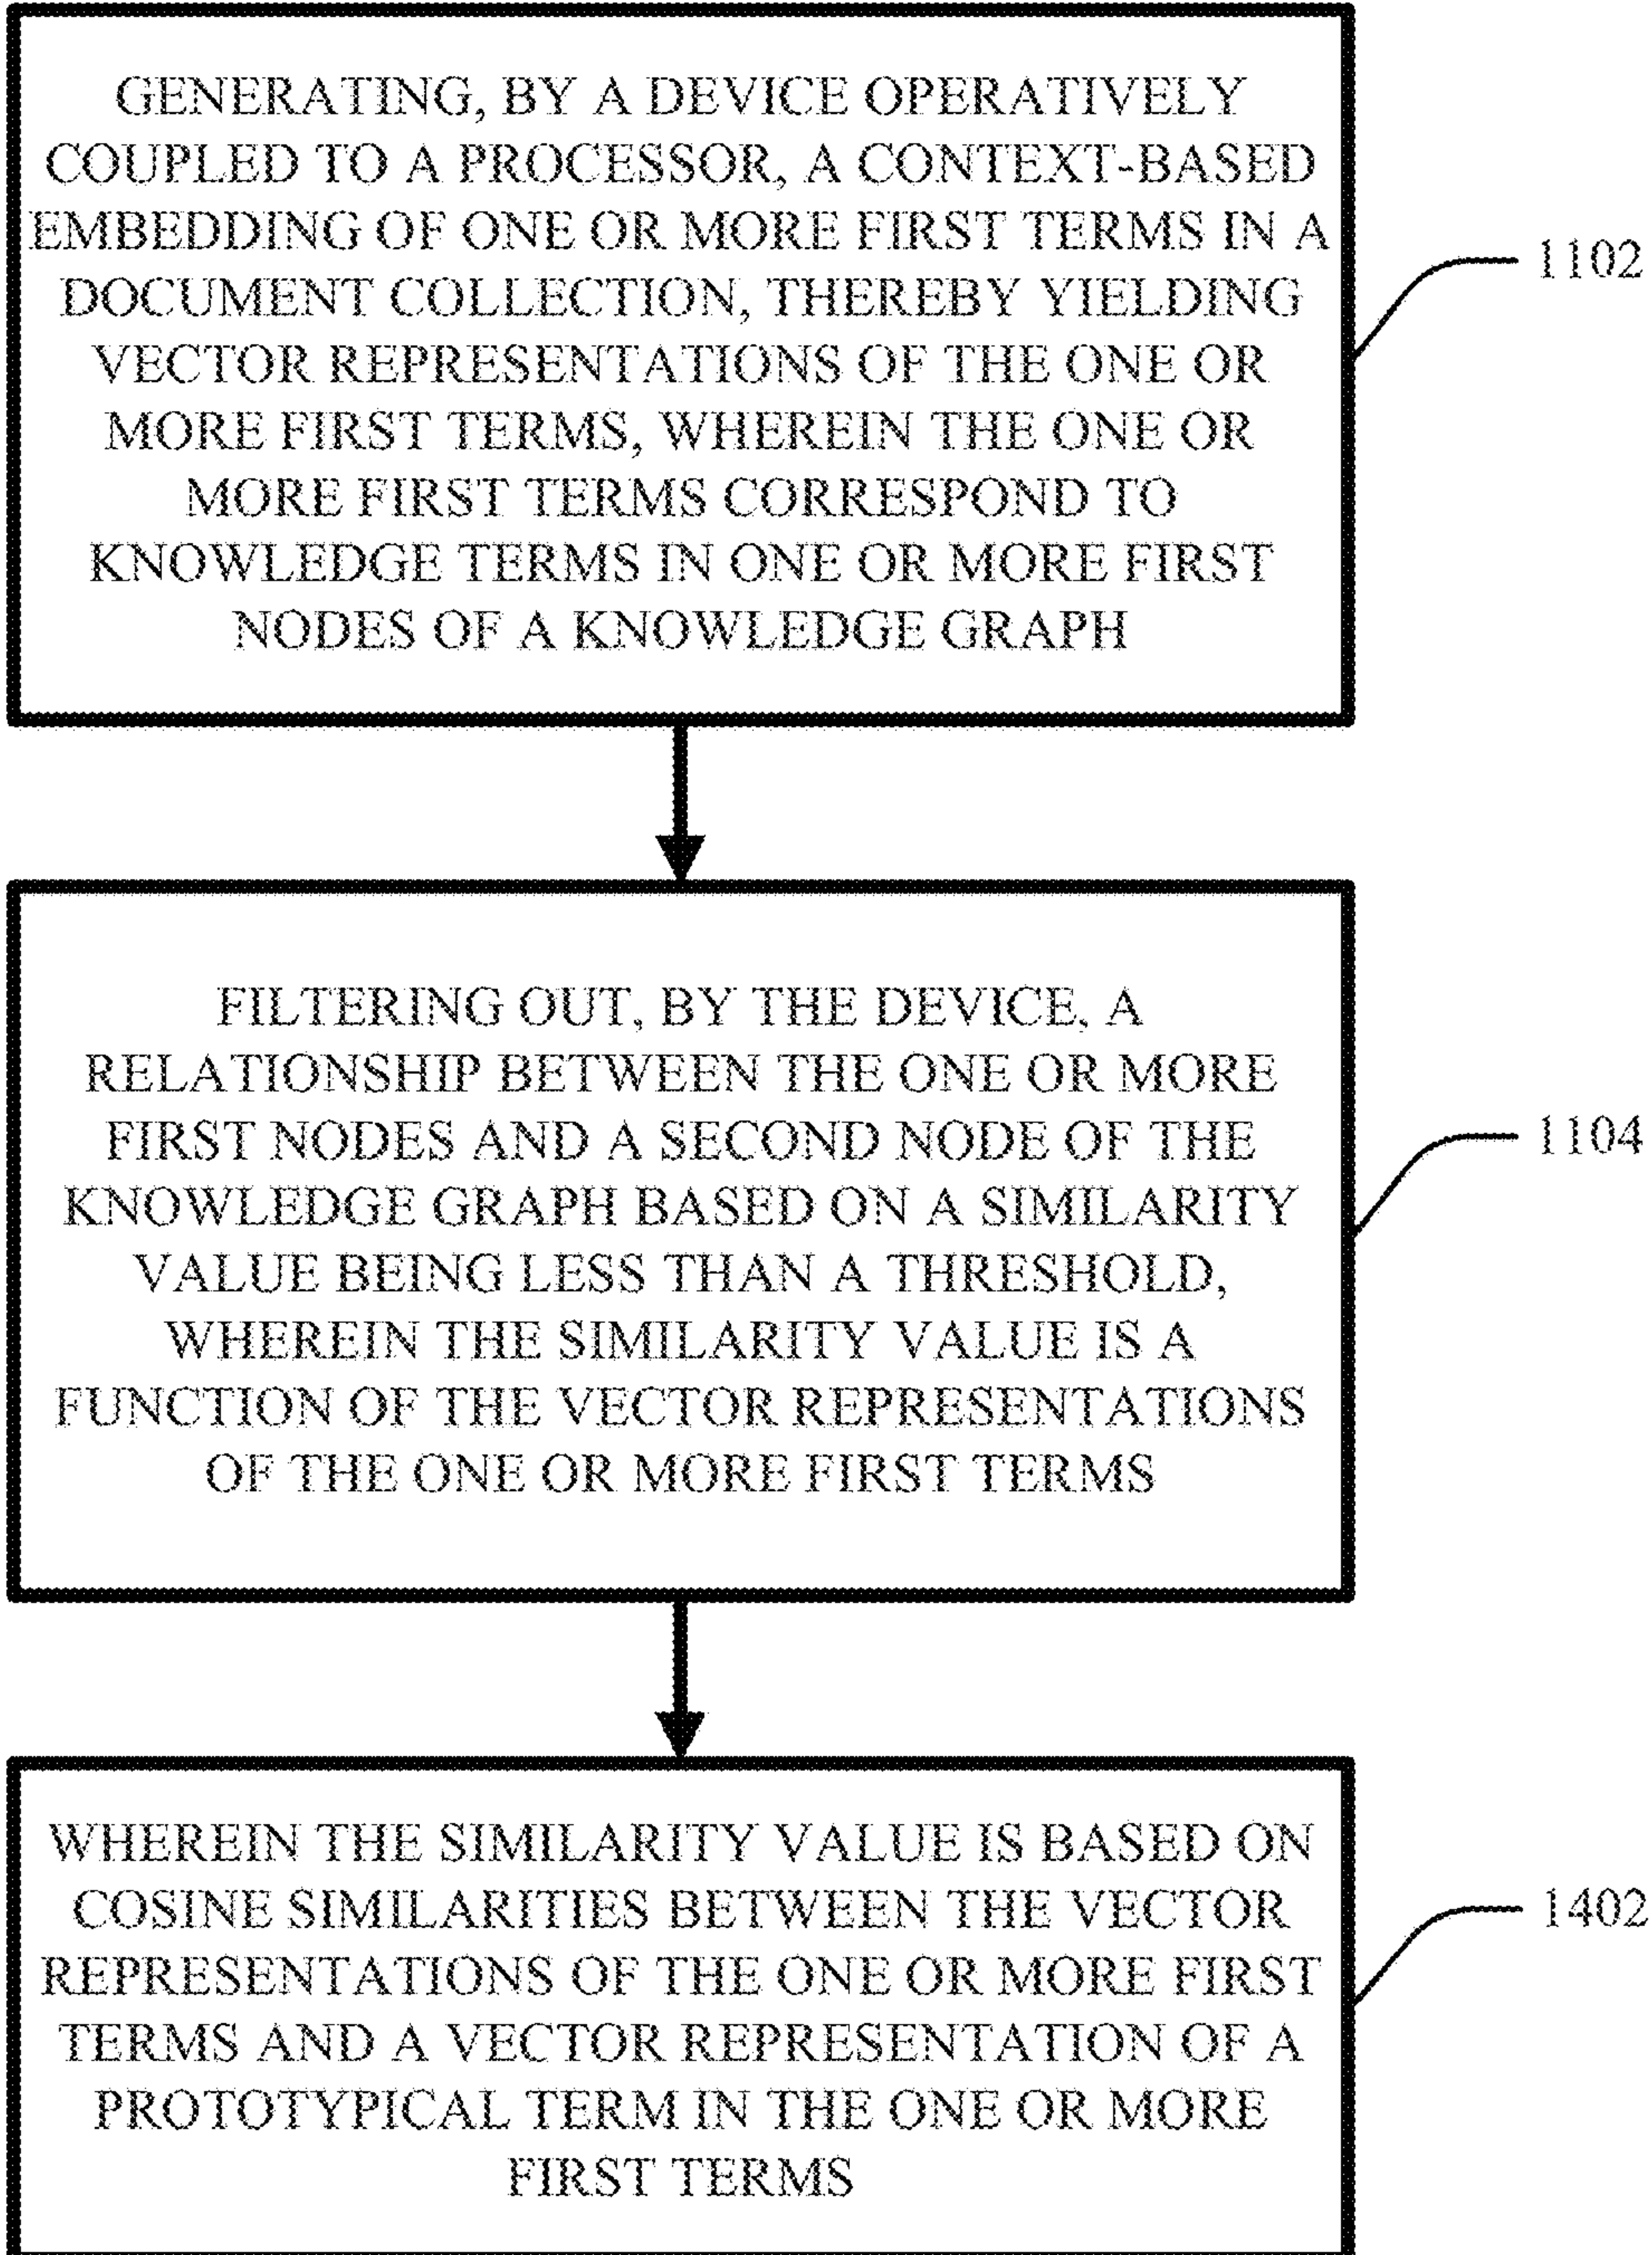 GENERATING, BY A DEVICE OPERATIVELY
COUPLED TO A PROCESSOR, A CONTEXT-BASED
EMBEDDING OF ONE OR MORE FIRST TERMS IN A
DOCUMENT COLLECTION, THEREBY YIELDING
VECTOR REPRESENTATIONS OF THE ONE OR
MORE FIRST TERMS, WHEREIN THE ONE OR
MORE FIRST TERMS CORRESPOND TO
KNOWLEDGE TERMS IN ONE OR MORE FIRST
NODES OF A KNOWLEDGE GRAPH
1102
FILTERING OUT, BY THE DEVICE, A
RELATIONSHIP BETWEEN THE ONE OR MORE
FIRST NODES AND A SECOND NODE OF THE
KNOWLEDGE GRAPH BASED ON A SIMILARITY
VALUE BEING LESS THAN A THRESHOLD,
WHEREIN THE SIMILARITY VALUE IS A
FUNCTION OF THE VECTOR REPRESENTATIONS
OF THE ONE OR MORE FIRST TERMS
1104
WHEREIN THE SIMILARITY VALUE IS BASED ON
COSINE SIMILARITIES BETWEEN THE VECTOR
REPRESENTATIONS OF THE ONE OR MORE FIRST
TERMS AND A VECTOR REPRESENTATION OF A
PROTOTYPICAL TERM IN THE ONE OR MORE
FIRST TERMS
1402